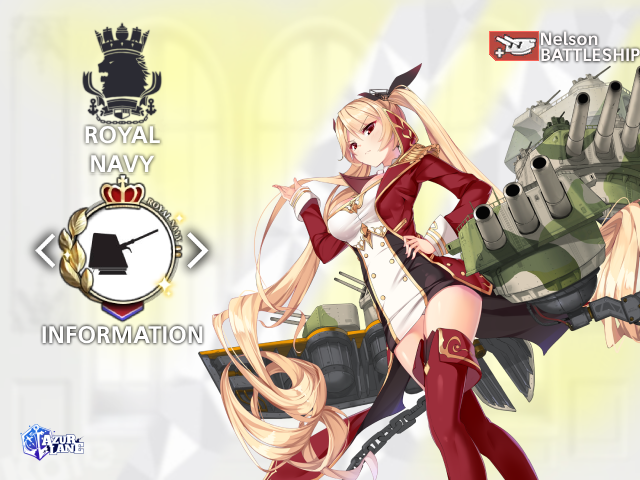 Nelson
BATTLESHIP
ROYAL
NAVY
ROYAL NAVY
INFORMATION
AZUR
LANE